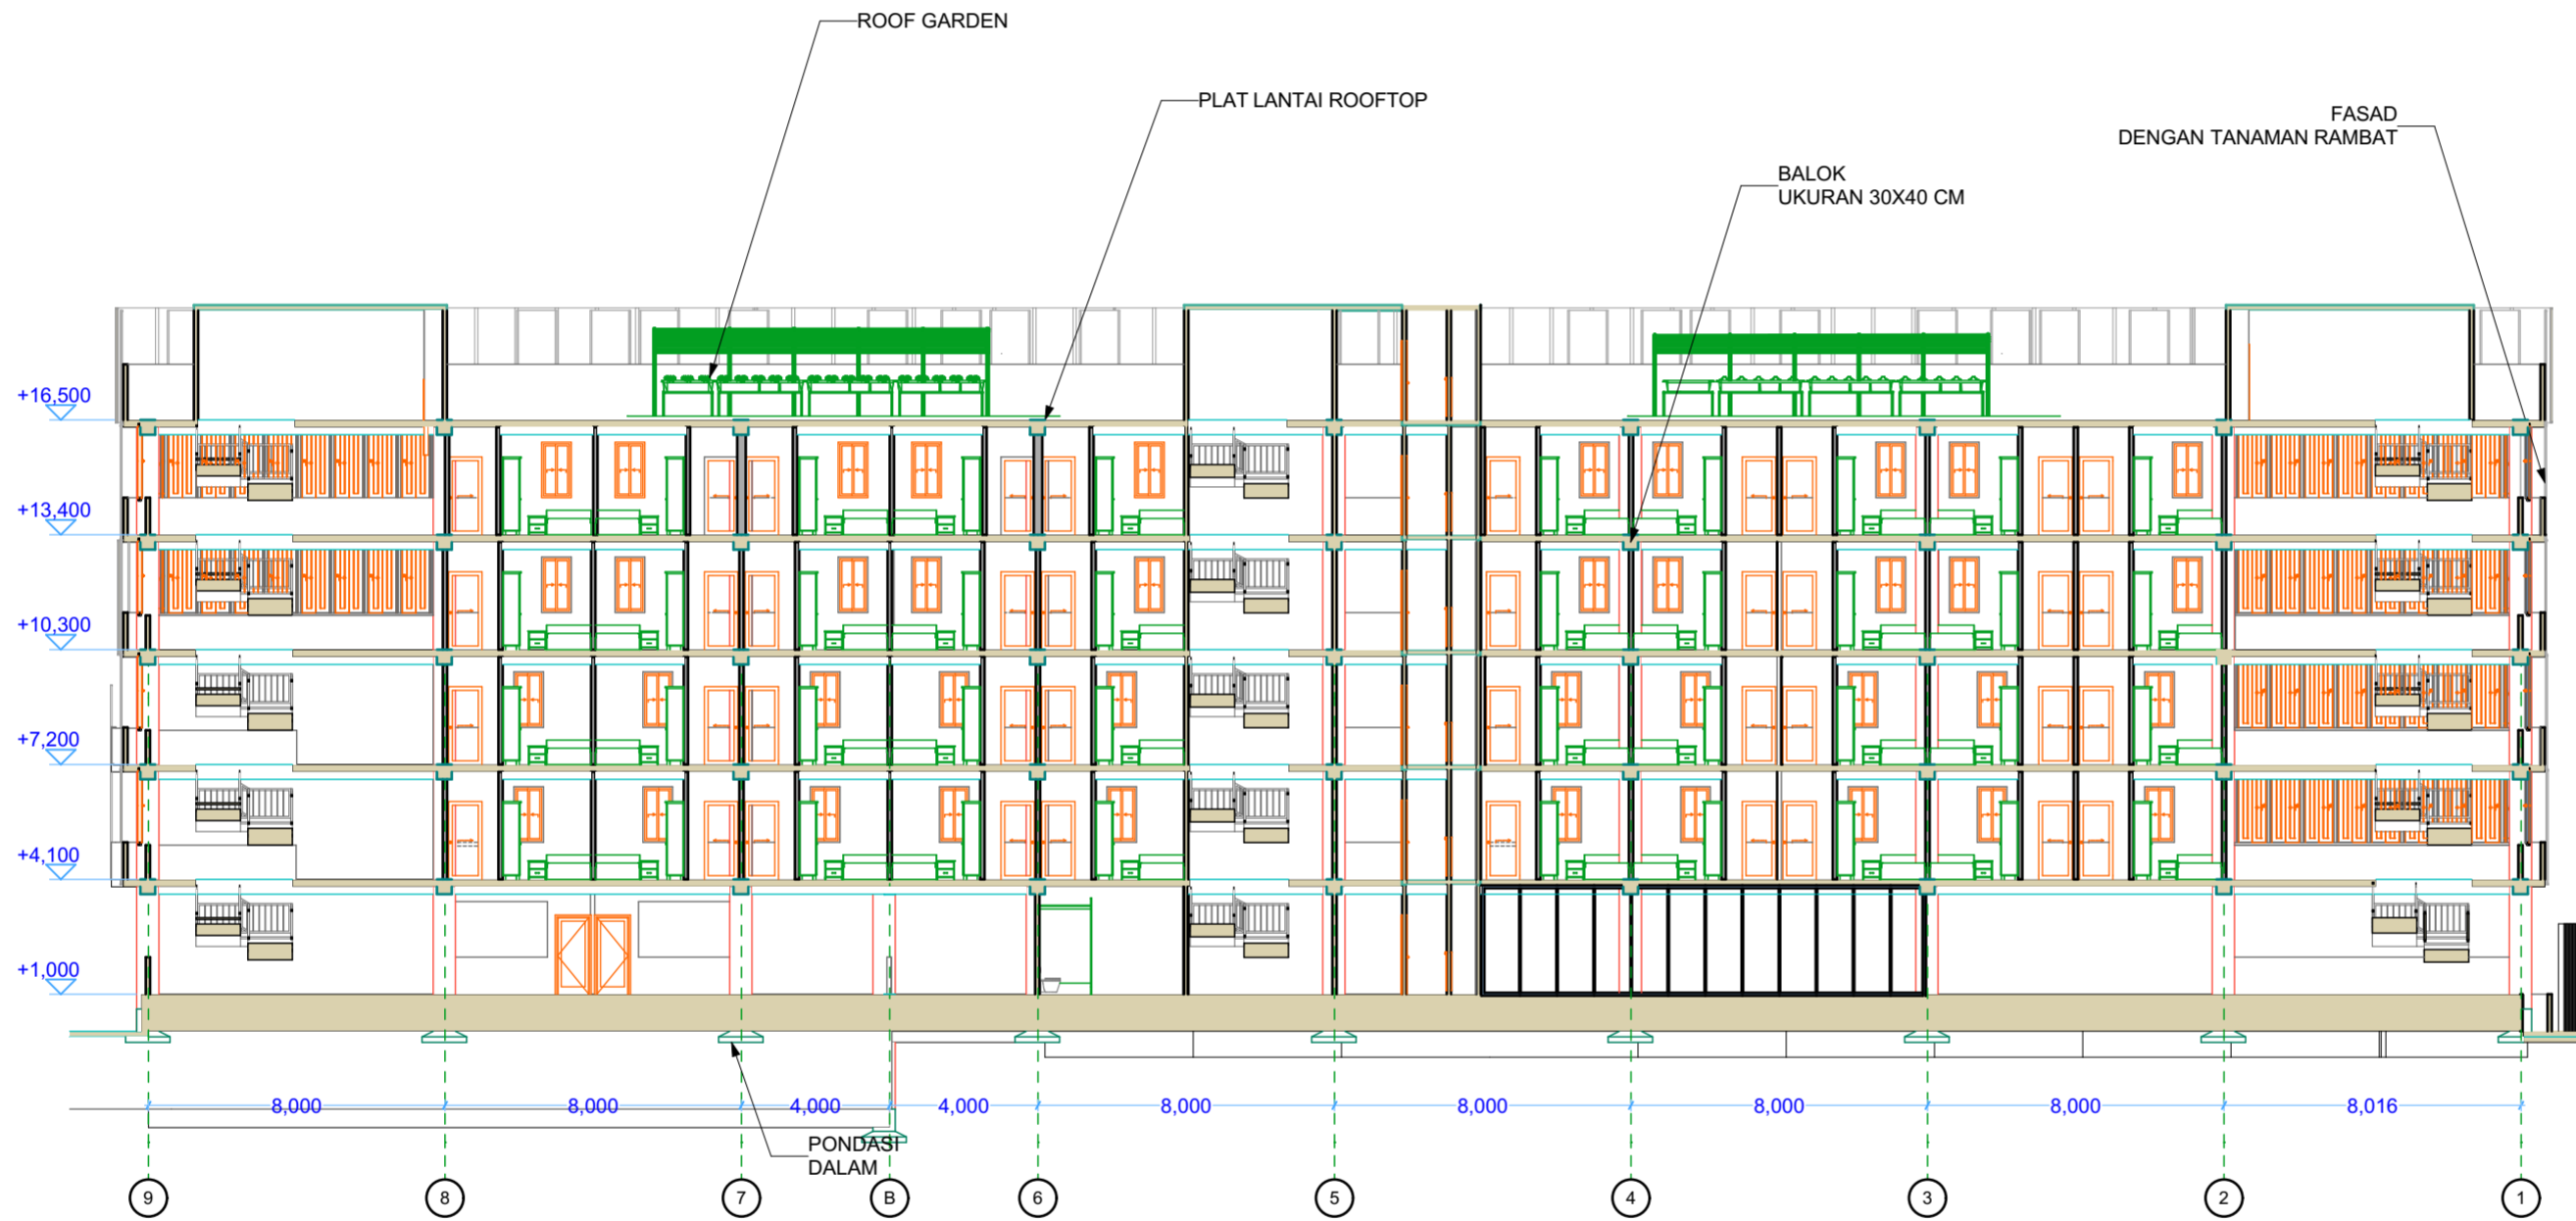 ROOF GARDEN
PLAT LANTAI ROOFTOP
FASAD
DENGAN TANAMAN RAMBAT
BALOK
UKURAN 30X40 CM
+16,500
+13,400
+10,300
+7,200
+4,100
+1,000
8,000 8,000 4,000 4,000 8,000 8,000 8,000 8,000 8,016
PONDASI
DALAM
9 8 7 B 6 5 4 3 2 1